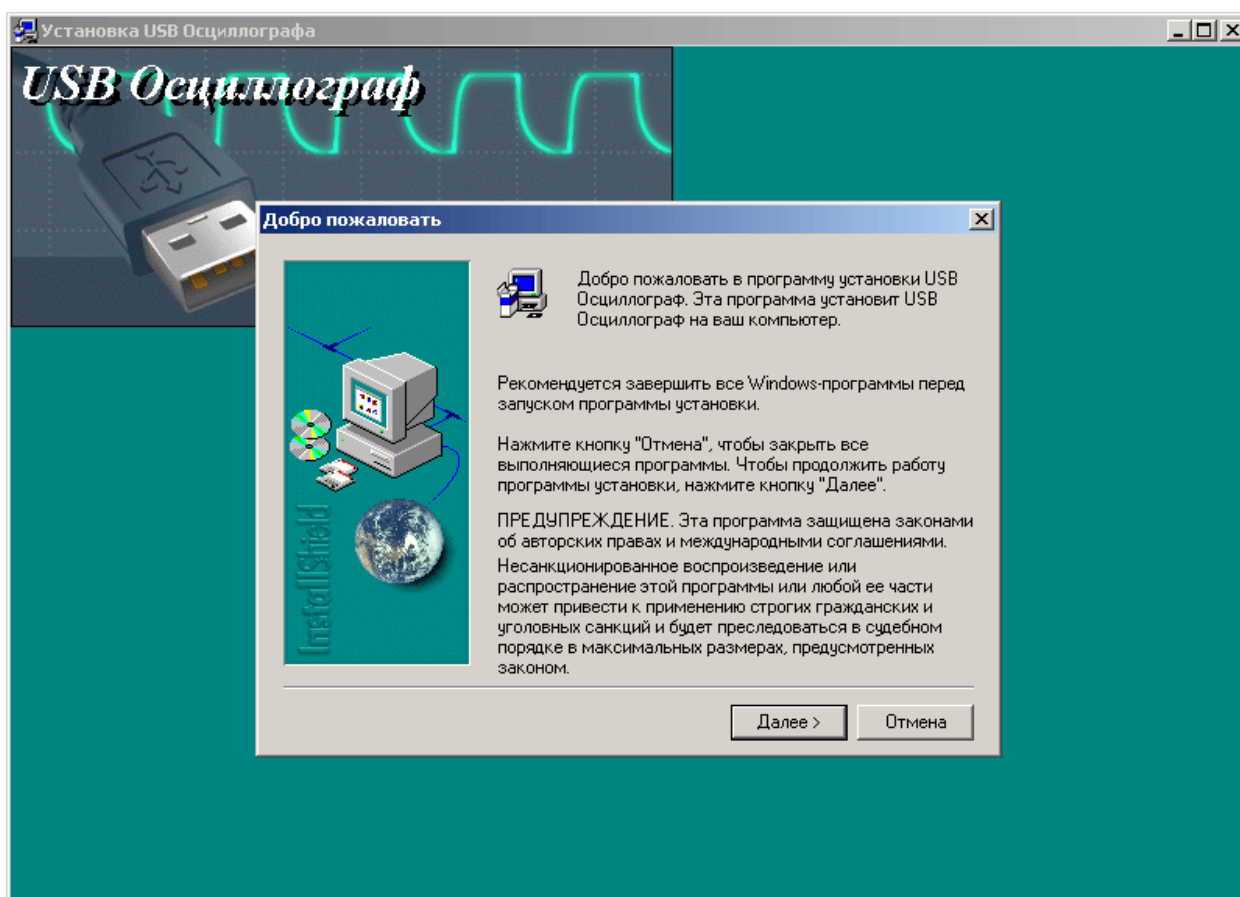 Установка USB Осциллографа
USB Осциллограф
Добро пожаловать
Добро пожаловать в программу установки USB
Осциллограф. Эта программа установит USB
Осциллограф на ваш компьютер.
Рекомендуется завершить все Windows-программы перед
запуском программы установки.
Нажмите кнопку "Отмена", чтобы закрыть все
выполняющиеся программы. Чтобы продолжить работу
программы установки, нажмите кнопку "Далее".
ПРЕДУПРЕЖДЕНИЕ. Эта программа защищена законами
об авторских правах и международными соглашениями.
Несанкционированное воспроизведение или
распространение этой программы или любой ее части
может привести к применению строгих гражданских и
уголовных санкций и будет преследоваться в судебном
порядке в максимальных размерах, предусмотренных
законом.
InstallShield
Далее >
Отмена